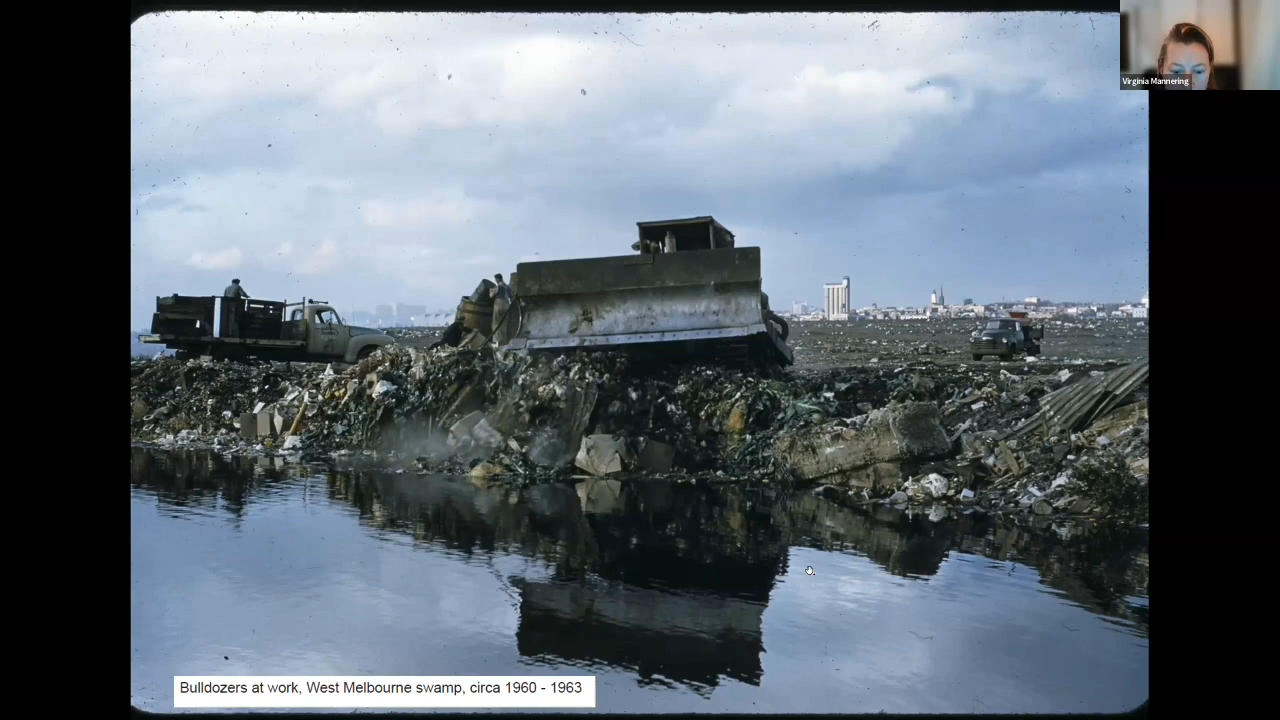 Virginia Mannering
Bulldozers at work, West Melbourne swamp, circa 1960 - 1963